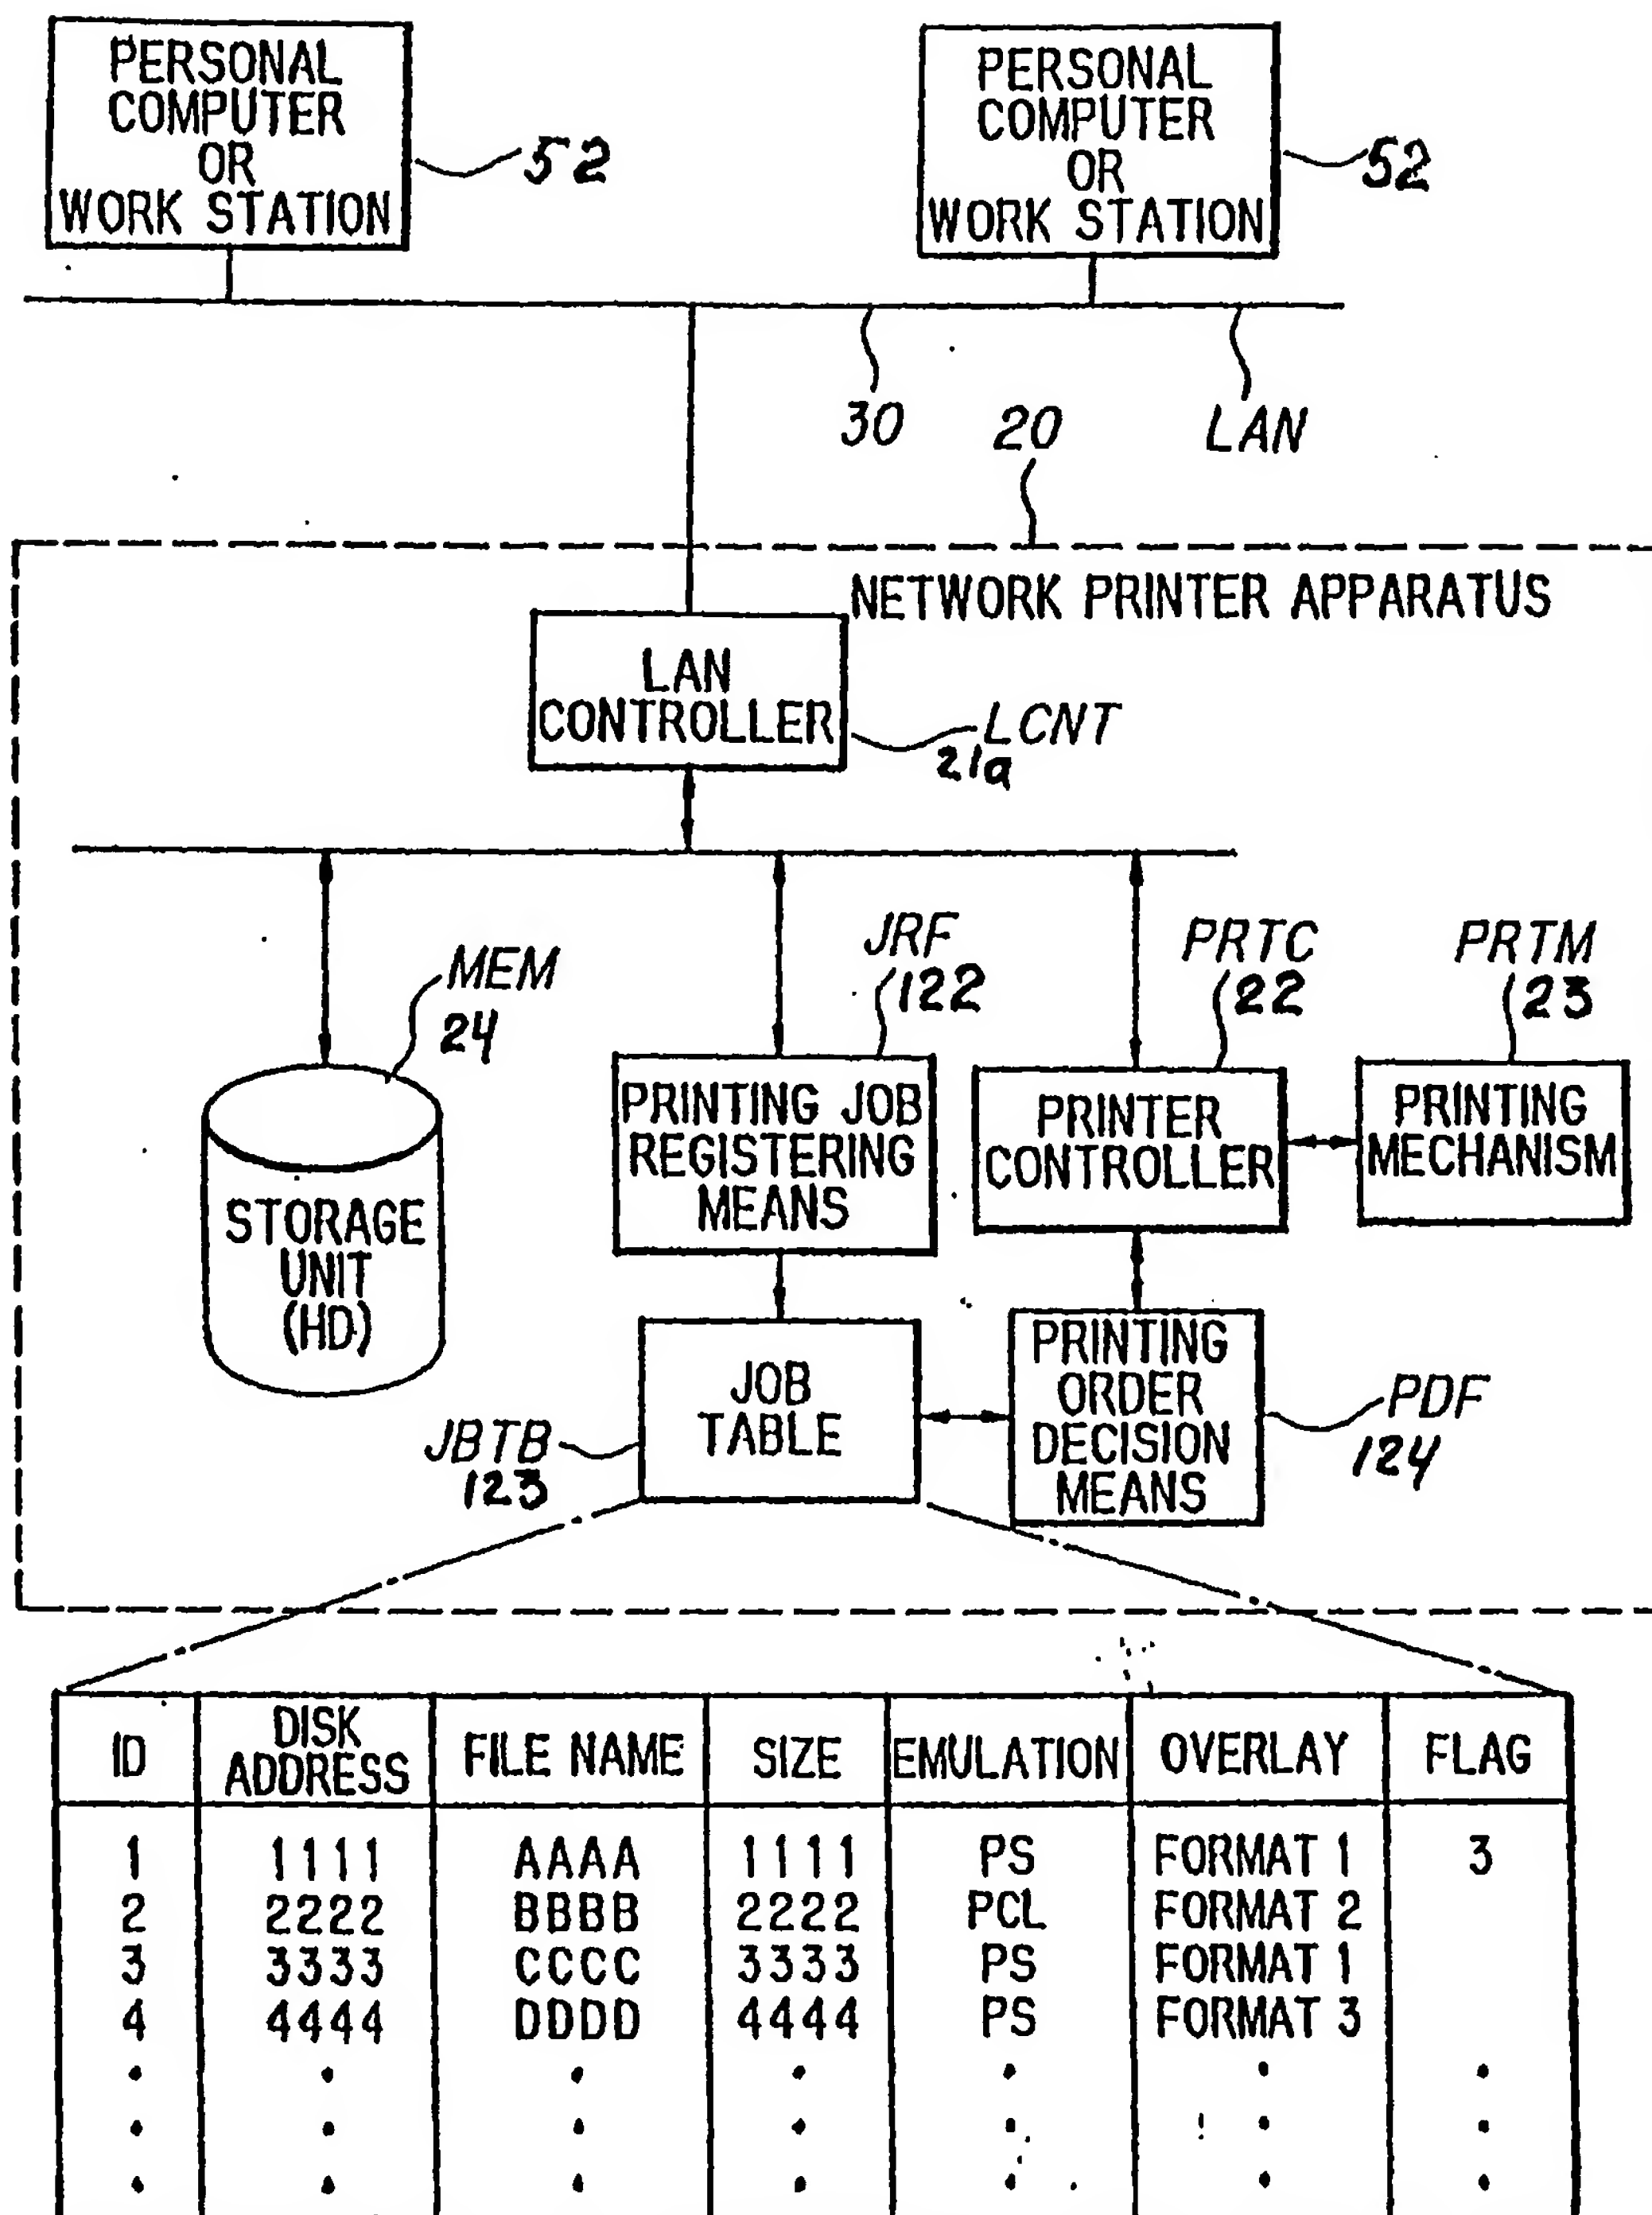 PERSONAL
COMPUTER
OR
WORK STATION
52
PERSONAL
COMPUTER
OR
WORK STATION
52
30
20
LAN
NETWORK PRINTER APPARATUS
LAN
CONTROLLER
LCNT
21a
MEM
24
JRF
122
PRTC
22
PRTM
23
STORAGE
UNIT
(HD)
PRINTING JOB
REGISTERING
MEANS
PRINTER
CONTROLLER
PRINTING
MECHANISM
JOB
TABLE
JBTB
123
PRINTING
ORDER
DECISION
MEANS
PDF
124
ID DISK ADDRESS FILE NAME SIZE EMULATION OVERLAY FLAG
1 1111 AAAA 1111 PS FORMAT 1 3
2 2222 BBBB 2222 PCL FORMAT 2
3 3333 CCCC 3333 PS FORMAT 1
4 4444 DDDD 4444 PS FORMAT 3